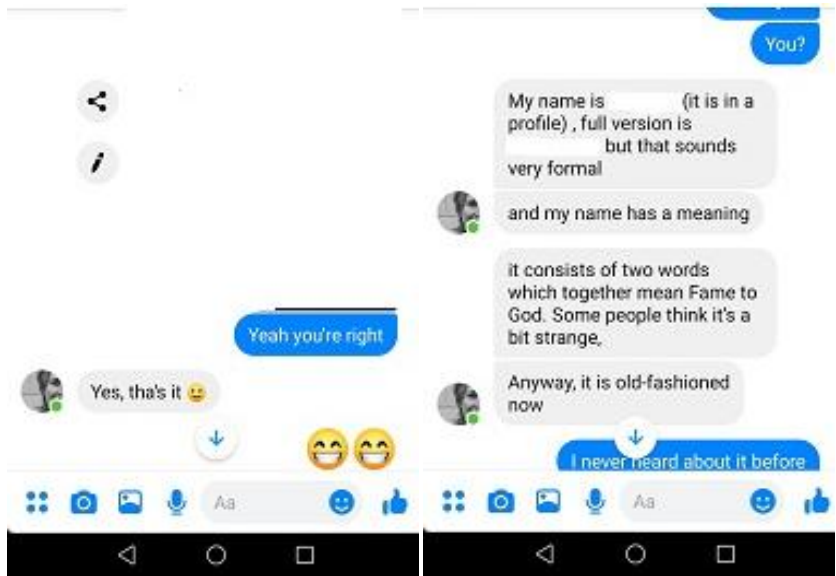 Yeah you're right
Yes, tha's it
Aa
You?
My name is (it is in a
profile) , full version is
but that sounds
very formal
and my name has a meaning
it consists of two words
which together mean Fame to
God. Some people think it's a
bit strange,
Anyway, it is old-fashioned
now
I never heard about it before
Aa